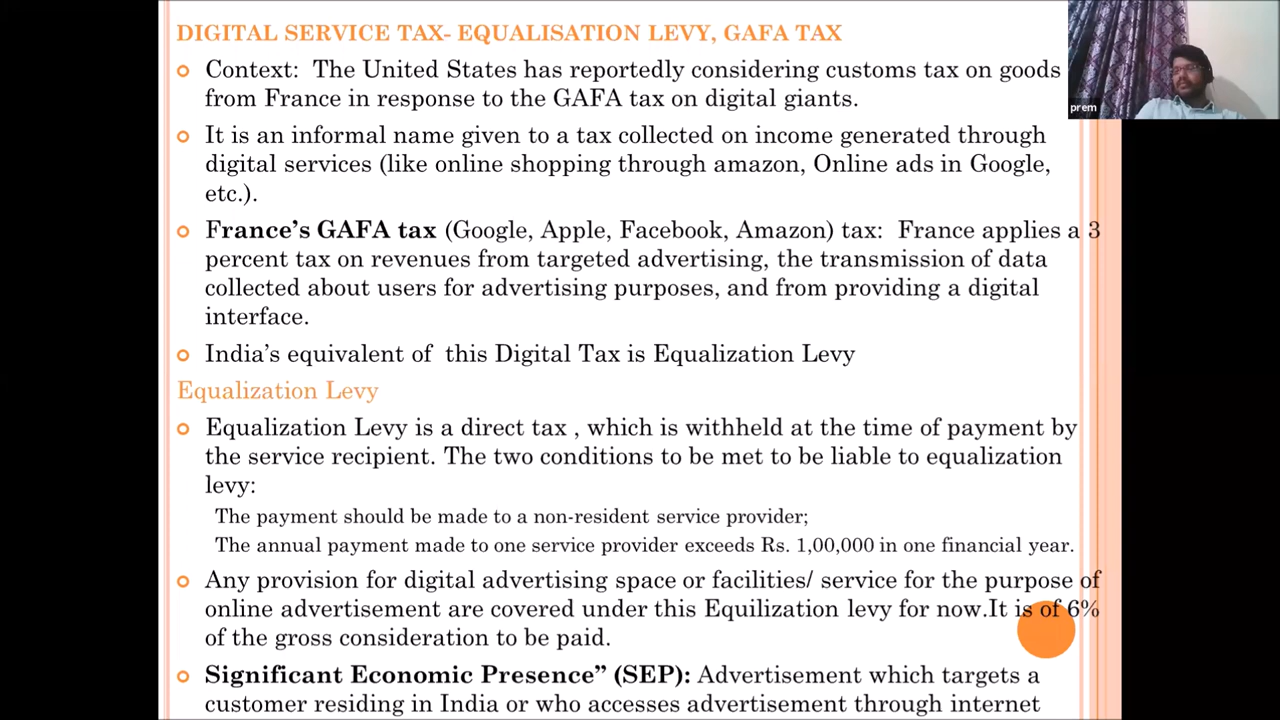 DIGITAL SERVICE TAX- EQUALISATION LEVY, GAFA TAX
Context: The United States has reportedly considering customs tax on goods
from France in response to the GAFA tax on digital giants.
prem
It is an informal name given to a tax collected on income generated through
digital services (like online shopping through amazon, Online ads in Google,
etc.).
France’s GAFA tax (Google, Apple, Facebook, Amazon) tax: France applies a 3
percent tax on revenues from targeted advertising, the transmission of data
collected about users for advertising purposes, and from providing a digital
interface.
India’s equivalent of this Digital Tax is Equalization Levy
Equalization Levy
Equalization Levy is a direct tax , which is withheld at the time of payment by
the service recipient. The two conditions to be met to be liable to equalization
levy:
The payment should be made to a non-resident service provider;
The annual payment made to one service provider exceeds Rs. 1,00,000 in one financial year.
Any provision for digital advertising space or facilities/ service for the purpose of
online advertisement are covered under this Equilization levy for now.It is of 6%
of the gross consideration to be paid.
Significant Economic Presence” (SEP): Advertisement which targets a
customer residing in India or who accesses advertisement through internet